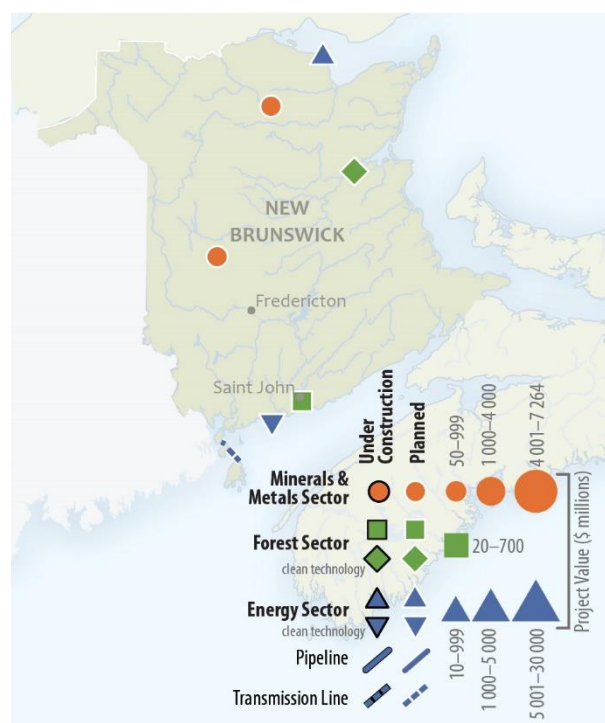 NEW
BRUNSWICK
Fredericton
Saint John
Under
Construction
Planned
50–999
1 000–4 000
4 001–7 264
Minerals &
Metals Sector
Forest Sector
clean technology
20–700
Energy Sector
clean technology
Pipeline
Transmission Line
10–999
1 000–5 000
5 001–30 000
Project Value ($ millions)